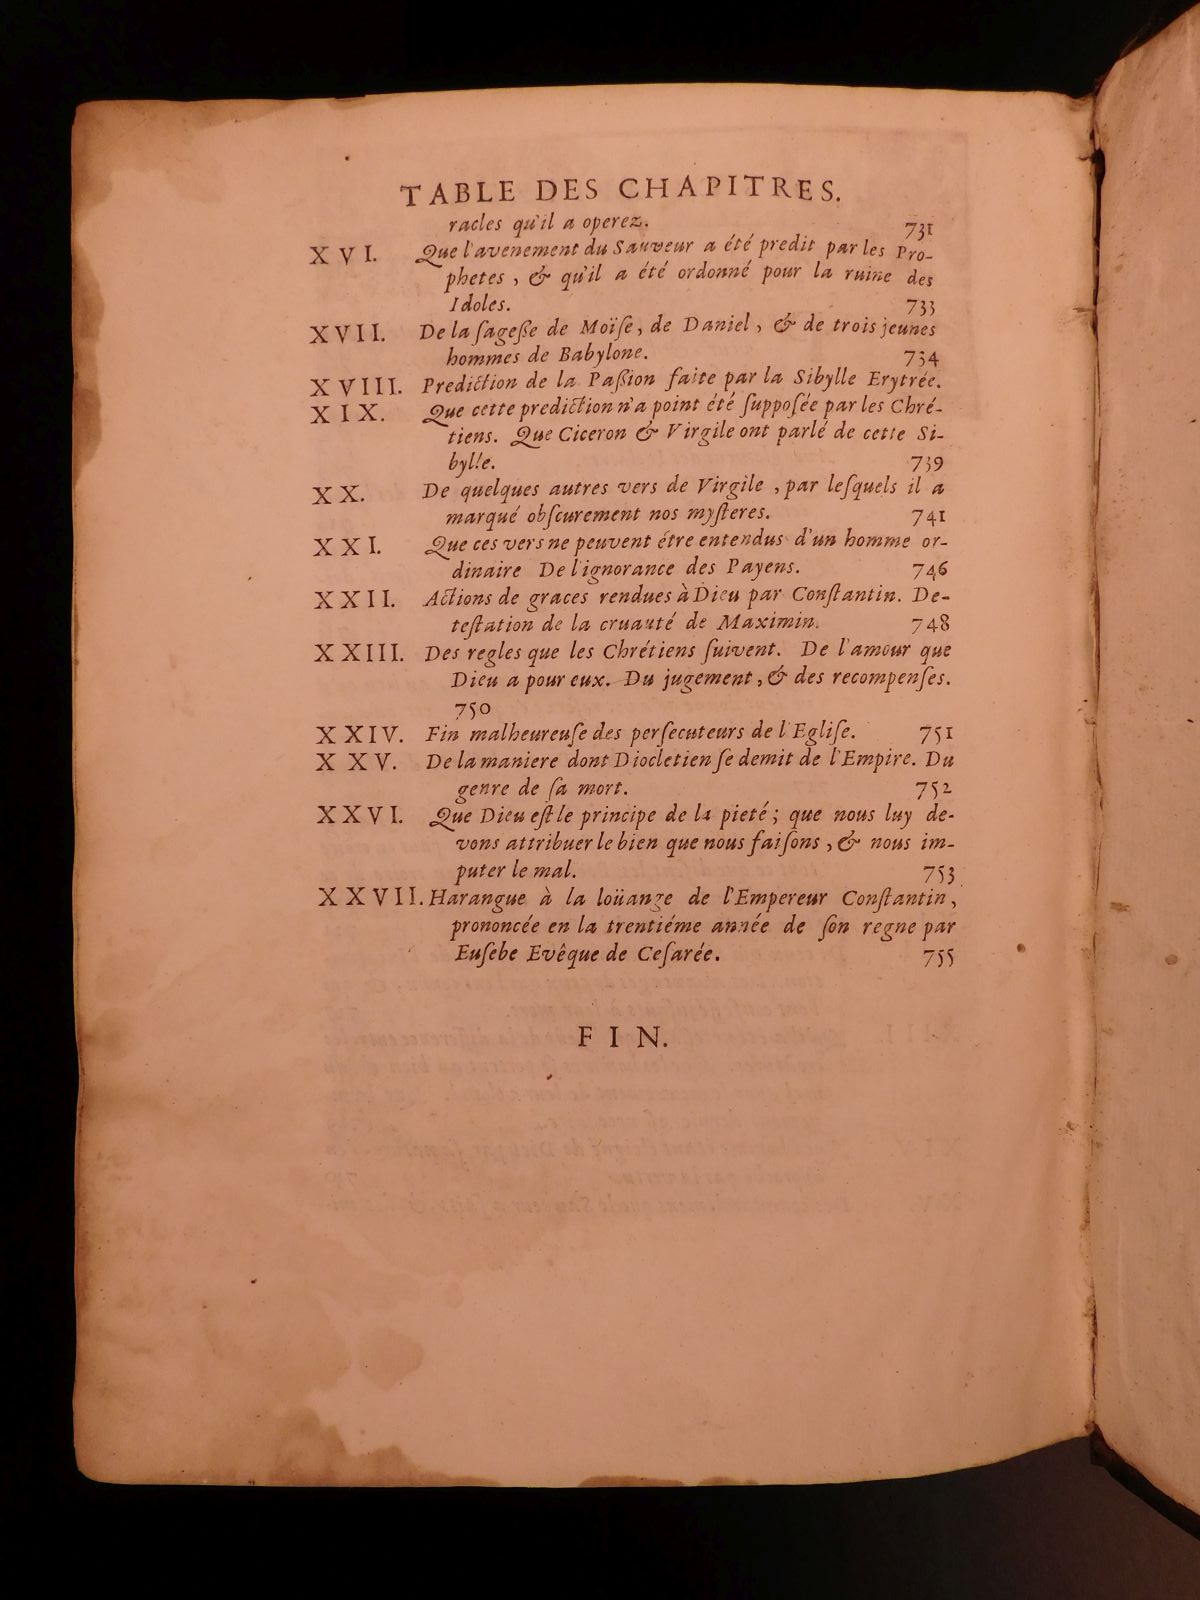 TABLE DES CHAPITRES.
racles qu'il a operez. 731
XVI. Que l'avenement du Sauveur a été predit par les Pro-
phetes, & qu'il a été ordonné pour la ruine des
Idoles. 733
XVII. De la ſageſſe de Moïſe, de Daniel, & de trois jeunes
hommes de Babylone. 734
XVIII. Prediction de la Paſſion faite par la Sibylle Erytrée.
XIX. Que cette prediction n'a point été ſuppoſée par les Chré-
tiens. Que Ciceron & Virgile ont parlé de cette Si-
bylle. 739
XX. De quelques autres vers de Virgile, par leſquels il a
marqué obſcurement nos myſteres. 741
XXI. Que ces vers ne peuvent étre entendus d'un homme or-
dinaire De l'ignorance des Payens. 746
XXII. Actions de graces rendues à Dieu par Conſtantin. De-
teſtation de la cruauté de Maximin. 748
XXIII. Des regles que les Chrétiens ſuivent. De l'amour que
Dieu a pour eux. Du jugement, & des recompenſes.
750
XXIV. Fin malheureuſe des perſecuteurs de l'Egliſe. 751
XXV. De la maniere dont Diocletien ſe demit de l'Empire. Du
genre de ſa mort. 752
XXVI. Que Dieu eſt le principe de la pieté; que nous luy de-
vons attribuer le bien que nous faiſons, & nous im-
puter le mal. 753
XXVII. Harangue à la loüange de l'Empereur Conſtantin,
prononcée en la trentiéme année de ſon regne par
Euſebe Evêque de Ceſarée. 755
FIN.